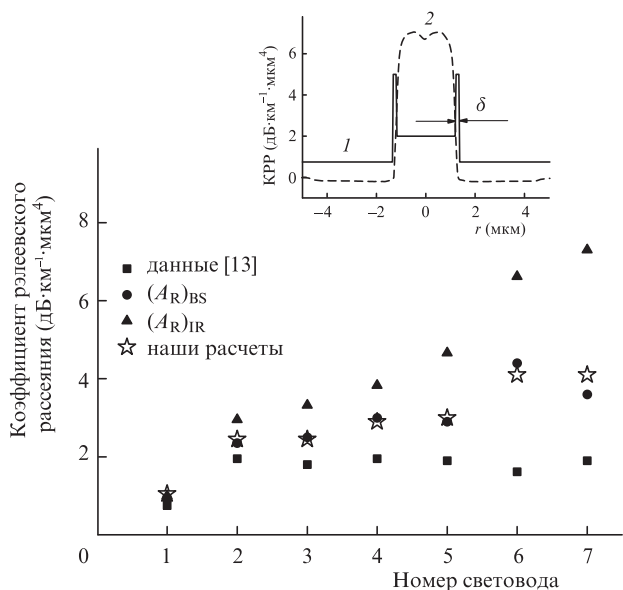 2
6
4
2
0
КРР (дБ·км⁻¹·мкм⁴)
1
δ
−4
−2
0
2
4
r (мкм)
Коэффициент рэлеевского
рассеяния (дБ·км⁻¹·мкм⁴)
8
6
4
2
0
данные [13]
(A_R)_BS
(A_R)_IR
наши расчеты
1
2
3
4
5
6
7
Номер световода